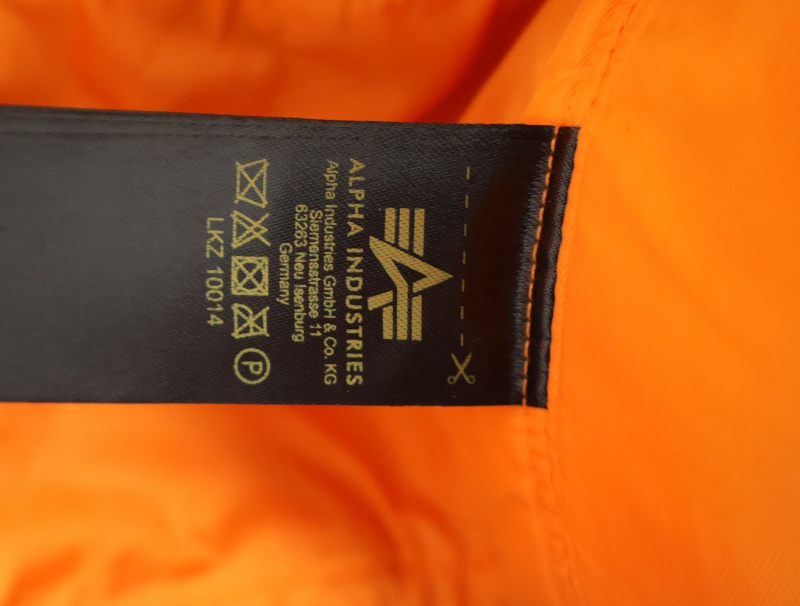 ALPHA INDUSTRIES
Alpha Industries GmbH & Co. KG
Siemensstrasse 11
63263 Neu Isenburg
Germany
P
LKZ 10014